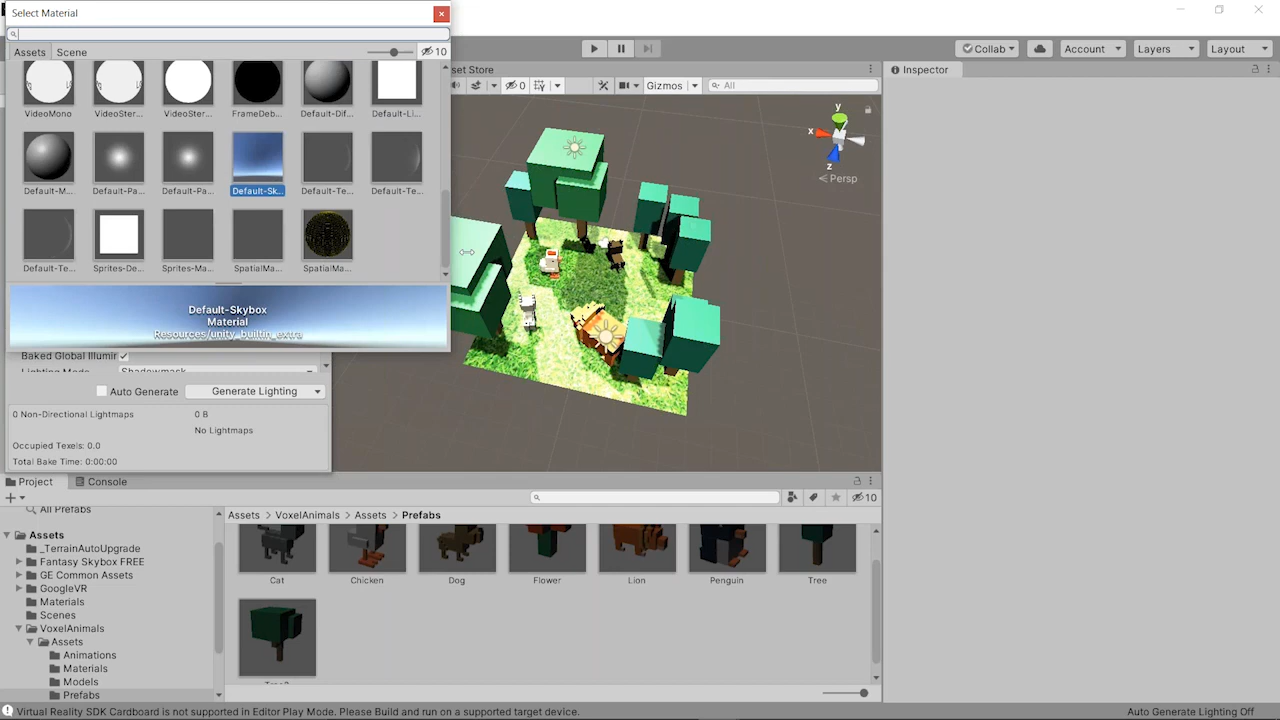 Select Material
Assets Scene 10
VideoMono VideoSter... VideoSter... FrameDeb... Default-Dif... Default-Li...
Default-M... Default-Pa... Default-Pa... Default-Sk... Default-Te... Default-Te...
Default-Te... Sprites-De... Sprites-Ma... SpatialMa... SpatialMa...
Default-Skybox
Material
Resources/unity_builtin_extra
Baked Global Illumir
Lighting Mode Shadowmask
Auto Generate Generate Lighting
0 Non-Directional Lightmaps 0 B
No Lightmaps
Occupied Texels: 0.0
Total Bake Time: 0:00:00
Collab Account Layers Layout
set Store
0 Gizmos All
y
x
z
Persp
Inspector
Project Console
10
All Prefabs
Assets
_TerrainAutoUpgrade
Fantasy Skybox FREE
GE Common Assets
GoogleVR
Materials
Scenes
VoxelAnimals
Assets
Animations
Materials
Models
Prefabs
Assets > VoxelAnimals > Assets > Prefabs
Cat Chicken Dog Flower Lion Penguin Tree
Virtual Reality SDK Cardboard is not supported in Editor Play Mode. Please Build and run on a supported target device.
Auto Generate Lighting Off